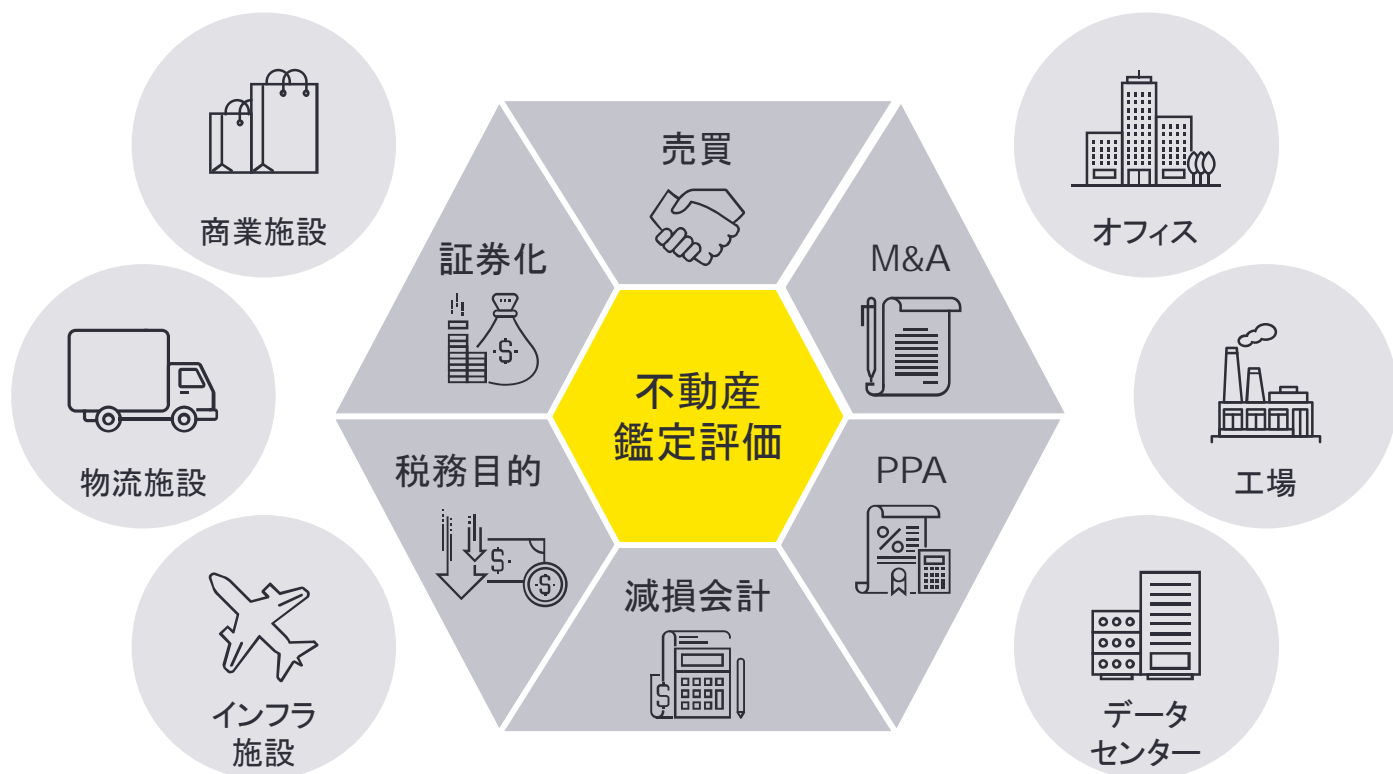 商業施設
物流施設
インフラ
施設
売買
証券化
M&A
不動産
鑑定評価
税務目的
PPA
減損会計
オフィス
工場
データ
センター